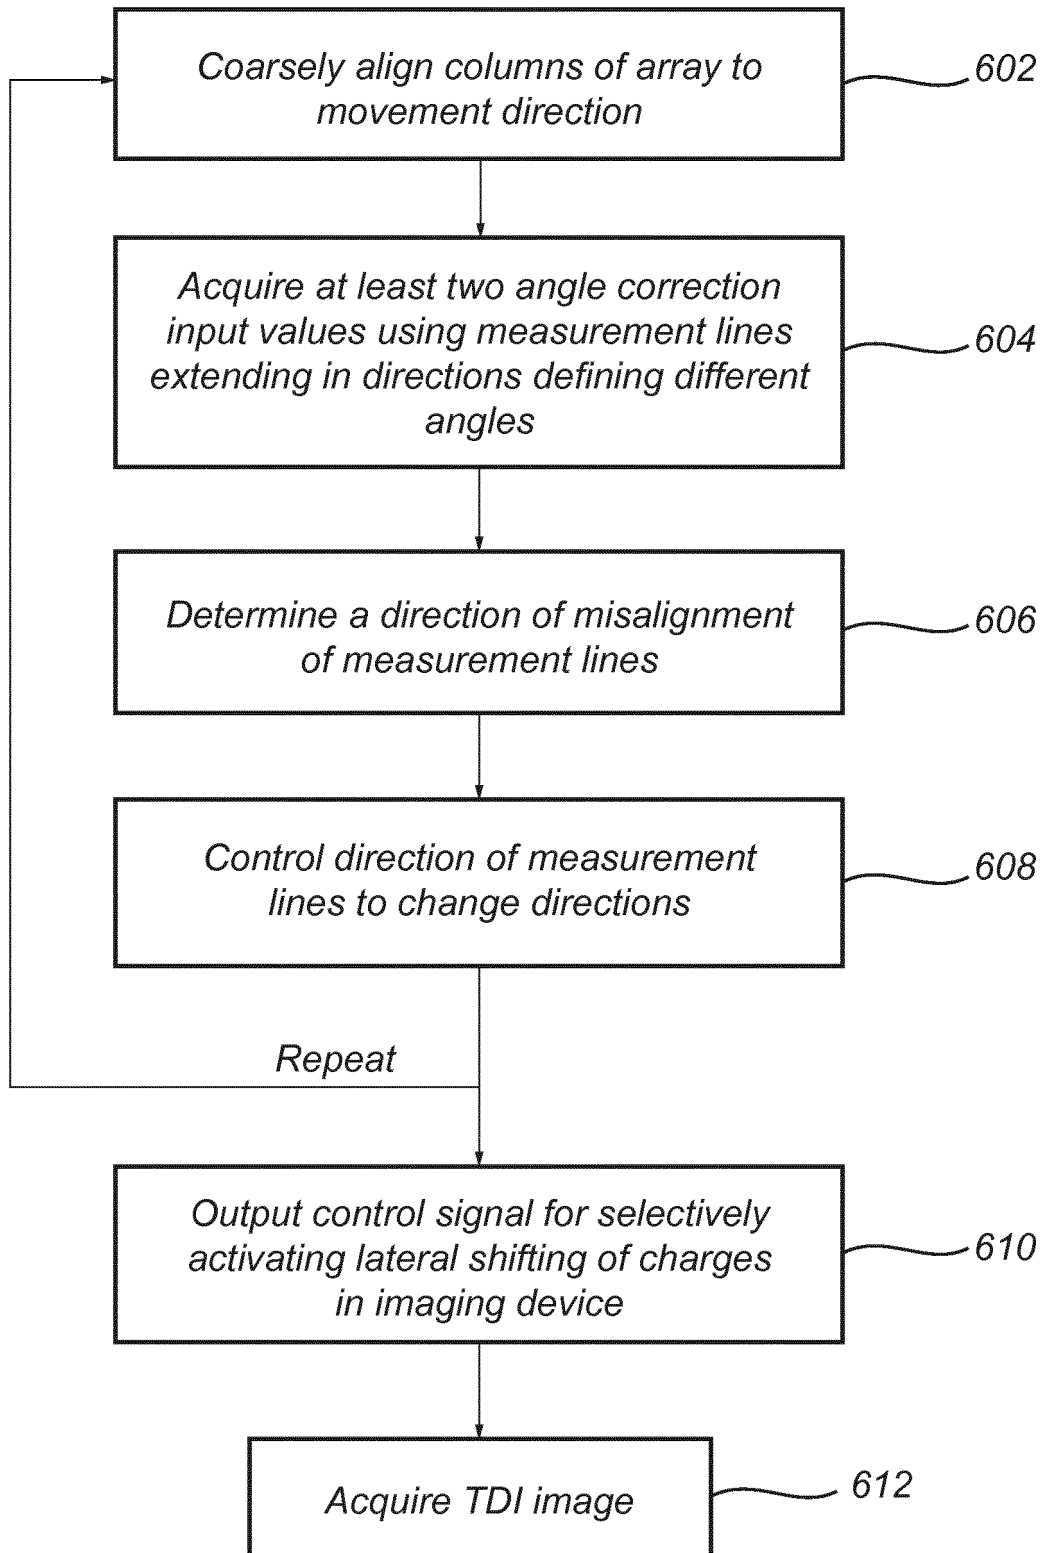 Coarsely align columns of array to
movement direction
602
Acquire at least two angle correction
input values using measurement lines
extending in directions defining different
angles
604
Determine a direction of misalignment
of measurement lines
606
Control direction of measurement
lines to change directions
608
Repeat
Output control signal for selectively
activating lateral shifting of charges
in imaging device
610
Acquire TDI image
612